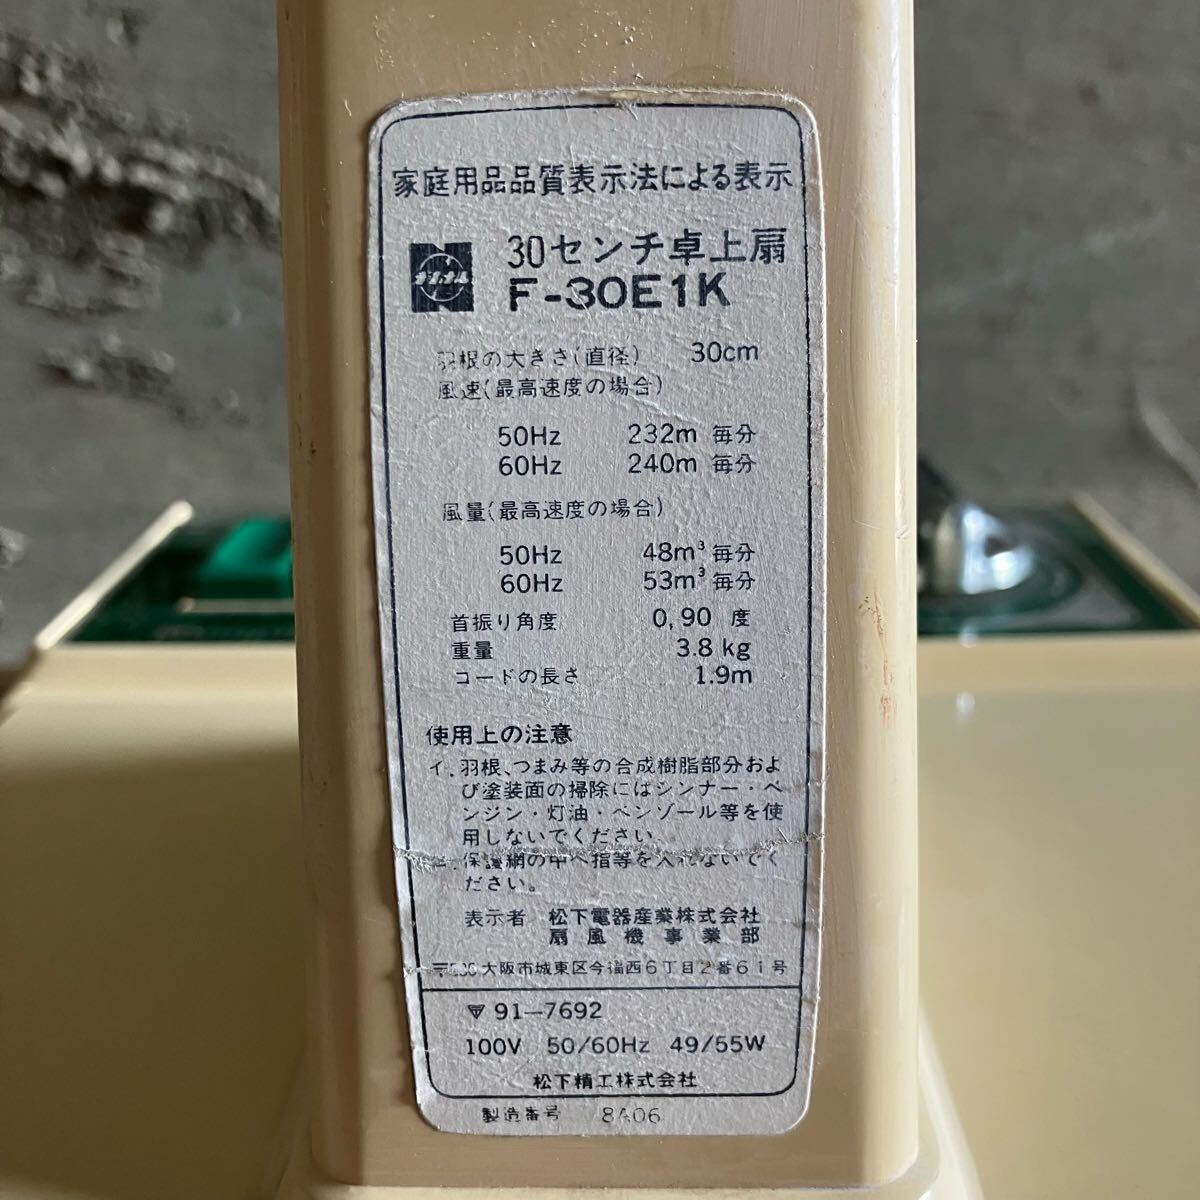 家庭用品品質表示法による表示
ナショナル
30センチ卓上扇
F-30E1K
羽根の大きさ(直径) 30cm
風速(最高速度の場合)
50Hz 232m 毎分
60Hz 240m 毎分
風量(最高速度の場合)
50Hz 48m³ 毎分
60Hz 53m³ 毎分
首振り角度 0,90 度
重量 3.8kg
コードの長さ 1.9m
使用上の注意
イ.羽根、つまみ等の合成樹脂部分およ
び塗装面の掃除にはシンナー・ベ
ンジン・灯油・ベンゾール等を使
用しないでください。
保護網の中へ指等を入れないでく
ださい。
表示者 松下電器産業株式会社
扇風機事業部
大阪市城東区今福西6丁目2番61号
91-7692
100V 50/60Hz 49/55W
松下精工株式会社
製造番号 8A06